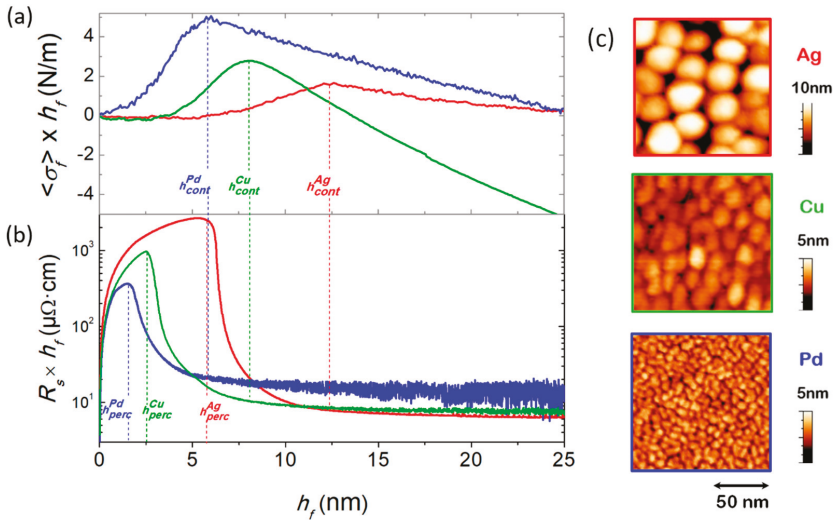 (a)
<σf> x hf (N/m)
4
2
0
-2
-4
hPdcont
hCucont
hAgcont
(b)
Rs × hf (μΩ·cm)
10³
10²
10¹
hPdperc
hCuperc
hAgperc
0
5
10
15
20
25
hf (nm)
(c)
Ag
10nm
Cu
5nm
Pd
5nm
50 nm